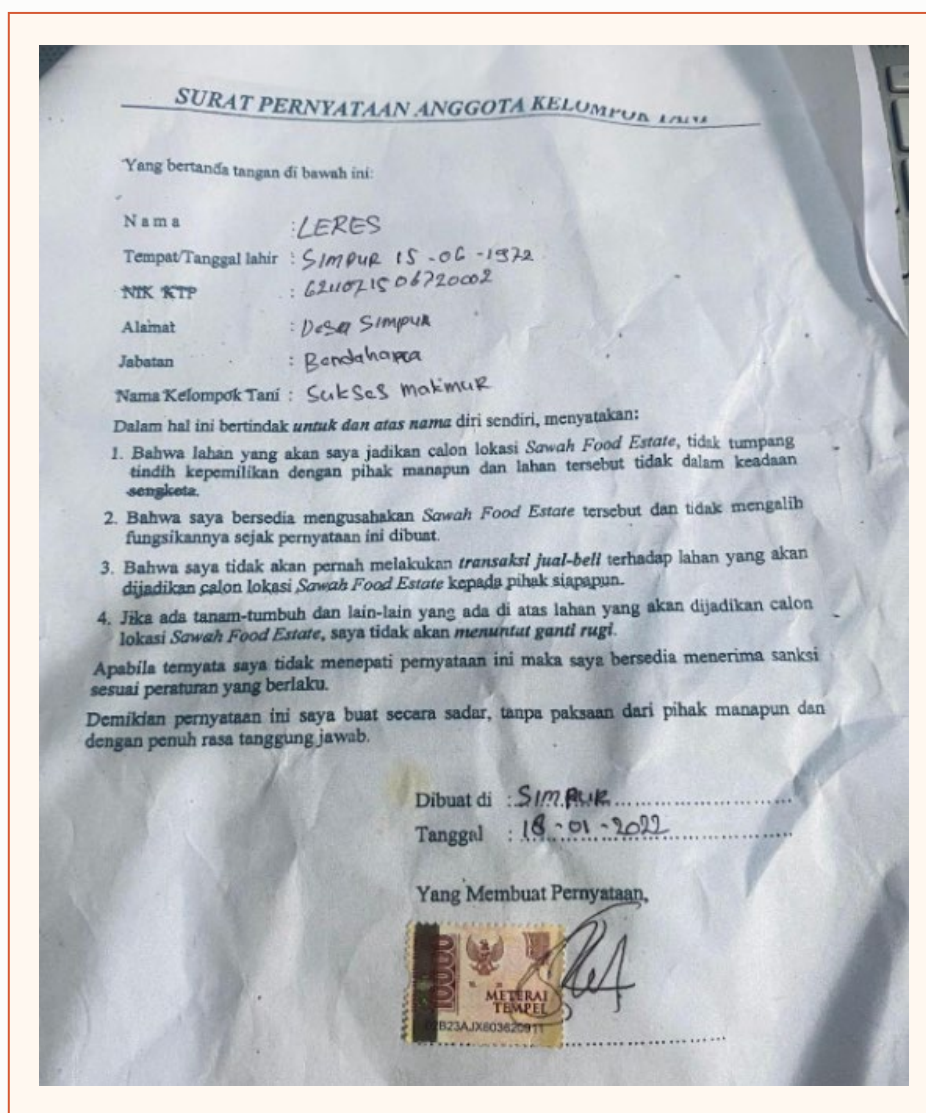 SURAT PERNYATAAN ANGGOTA KELOMPOK
Yang bertanda tangan di bawah ini:
Nama : LERES
Tempat/Tanggal lahir : SIMPUR 15-06-1972
NIK KTP : 6211071506720002
Alamat : Desa Simpur
Jabatan : Bendahara
Nama Kelompok Tani : Sukses makmuR
Dalam hal ini bertindak untuk dan atas nama diri sendiri, menyatakan:
1. Bahwa lahan yang akan saya jadikan calon lokasi Sawah Food Estate, tidak tumpang
tindih kepemilikan dengan pihak manapun dan lahan tersebut tidak dalam keadaan
sengketa.
2. Bahwa saya bersedia mengusahakan Sawah Food Estate tersebut dan tidak mengalih
fungsikannya sejak pernyataan ini dibuat.
3. Bahwa saya tidak akan pernah melakukan transaksi jual-beli terhadap lahan yang akan
dijadikan calon lokasi Sawah Food Estate kepada pihak siapapun.
4. Jika ada tanam-tumbuh dan lain-lain yang ada di atas lahan yang akan dijadikan calon
lokasi Sawah Food Estate, saya tidak akan menuntut ganti rugi.
Apabila ternyata saya tidak menepati pernyataan ini maka saya bersedia menerima sanksi
sesuai peraturan yang berlaku.
Demikian pernyataan ini saya buat secara sadar, tanpa paksaan dari pihak manapun dan
dengan penuh rasa tanggung jawab.
Dibuat di : SIMPUR
Tanggal : 18-01-2022
Yang Membuat Pernyataan,
10000
METERAI
TEMPEL